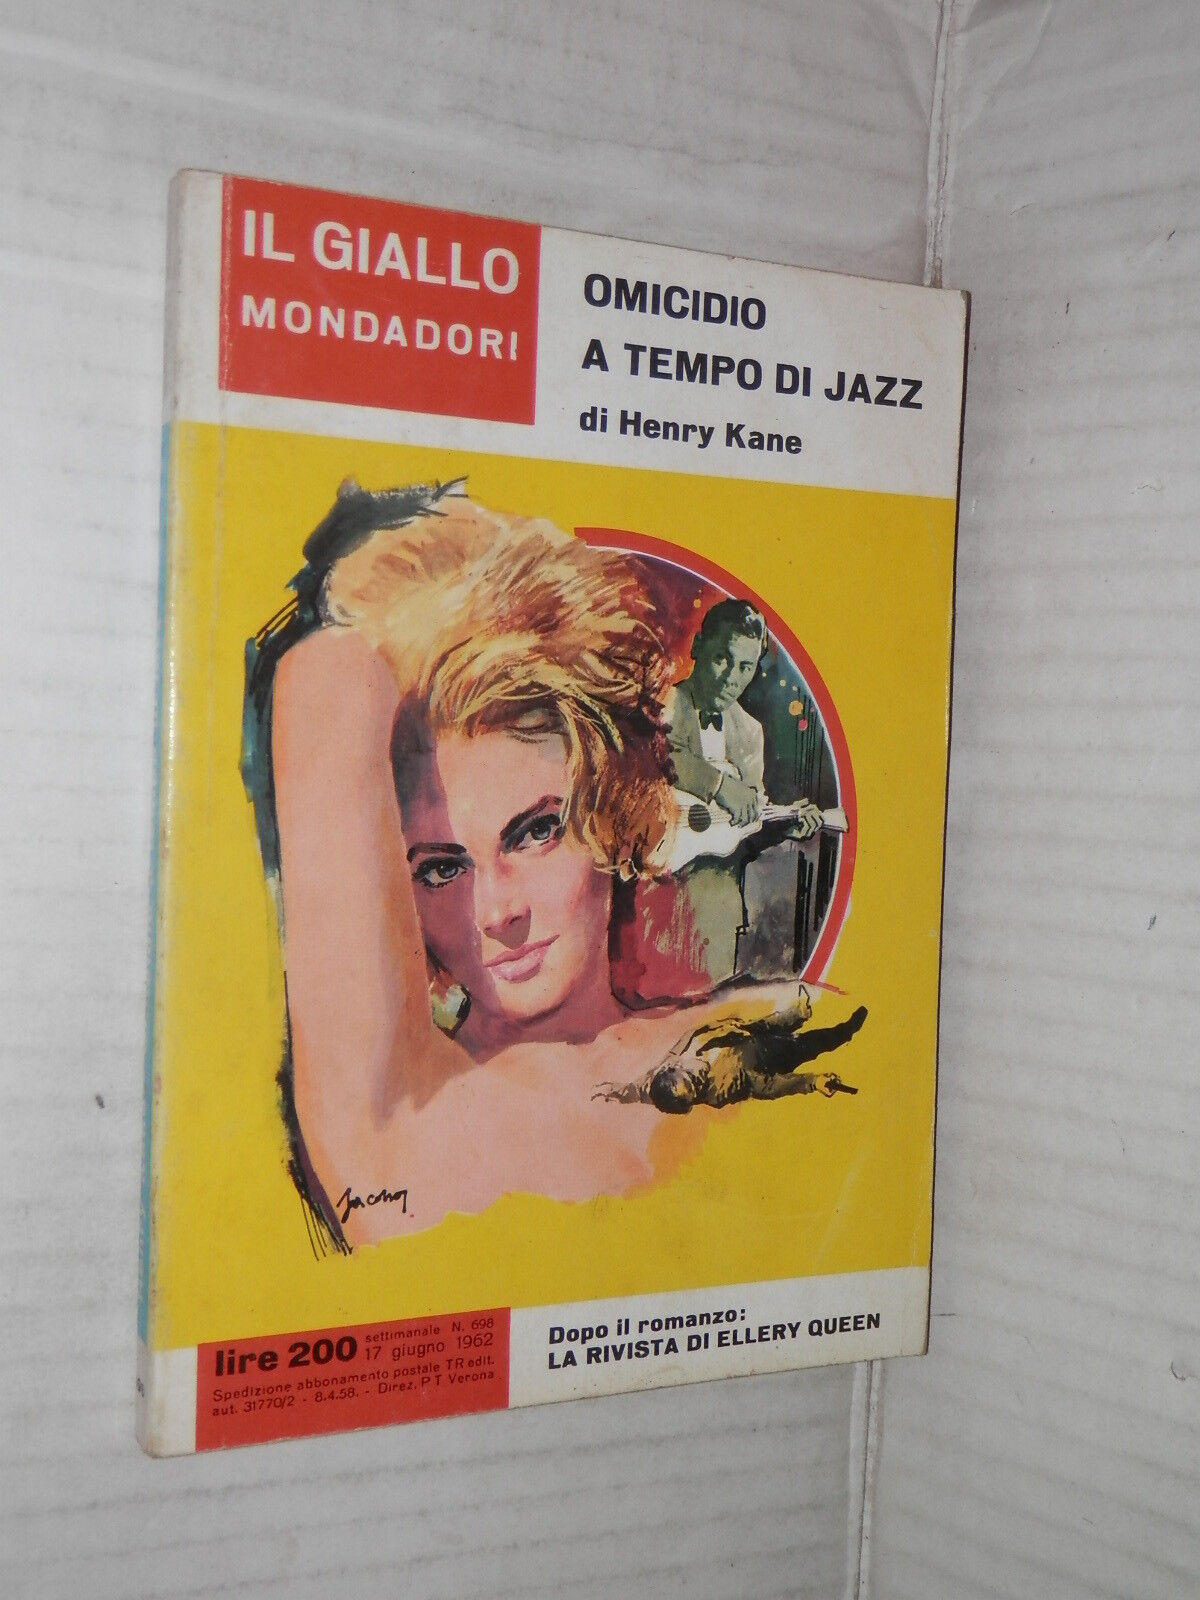 IL GIALLO
MONDADORI
OMICIDIO
A TEMPO DI JAZZ
di Henry Kane
Jacono
lire 200
settimanale N. 698
17 giugno 1962
Spedizione abbonamento postale TR edit.
aut. 31770/2 - 8.4.58. - Direz. P T Verona
Dopo il romanzo:
LA RIVISTA DI ELLERY QUEEN